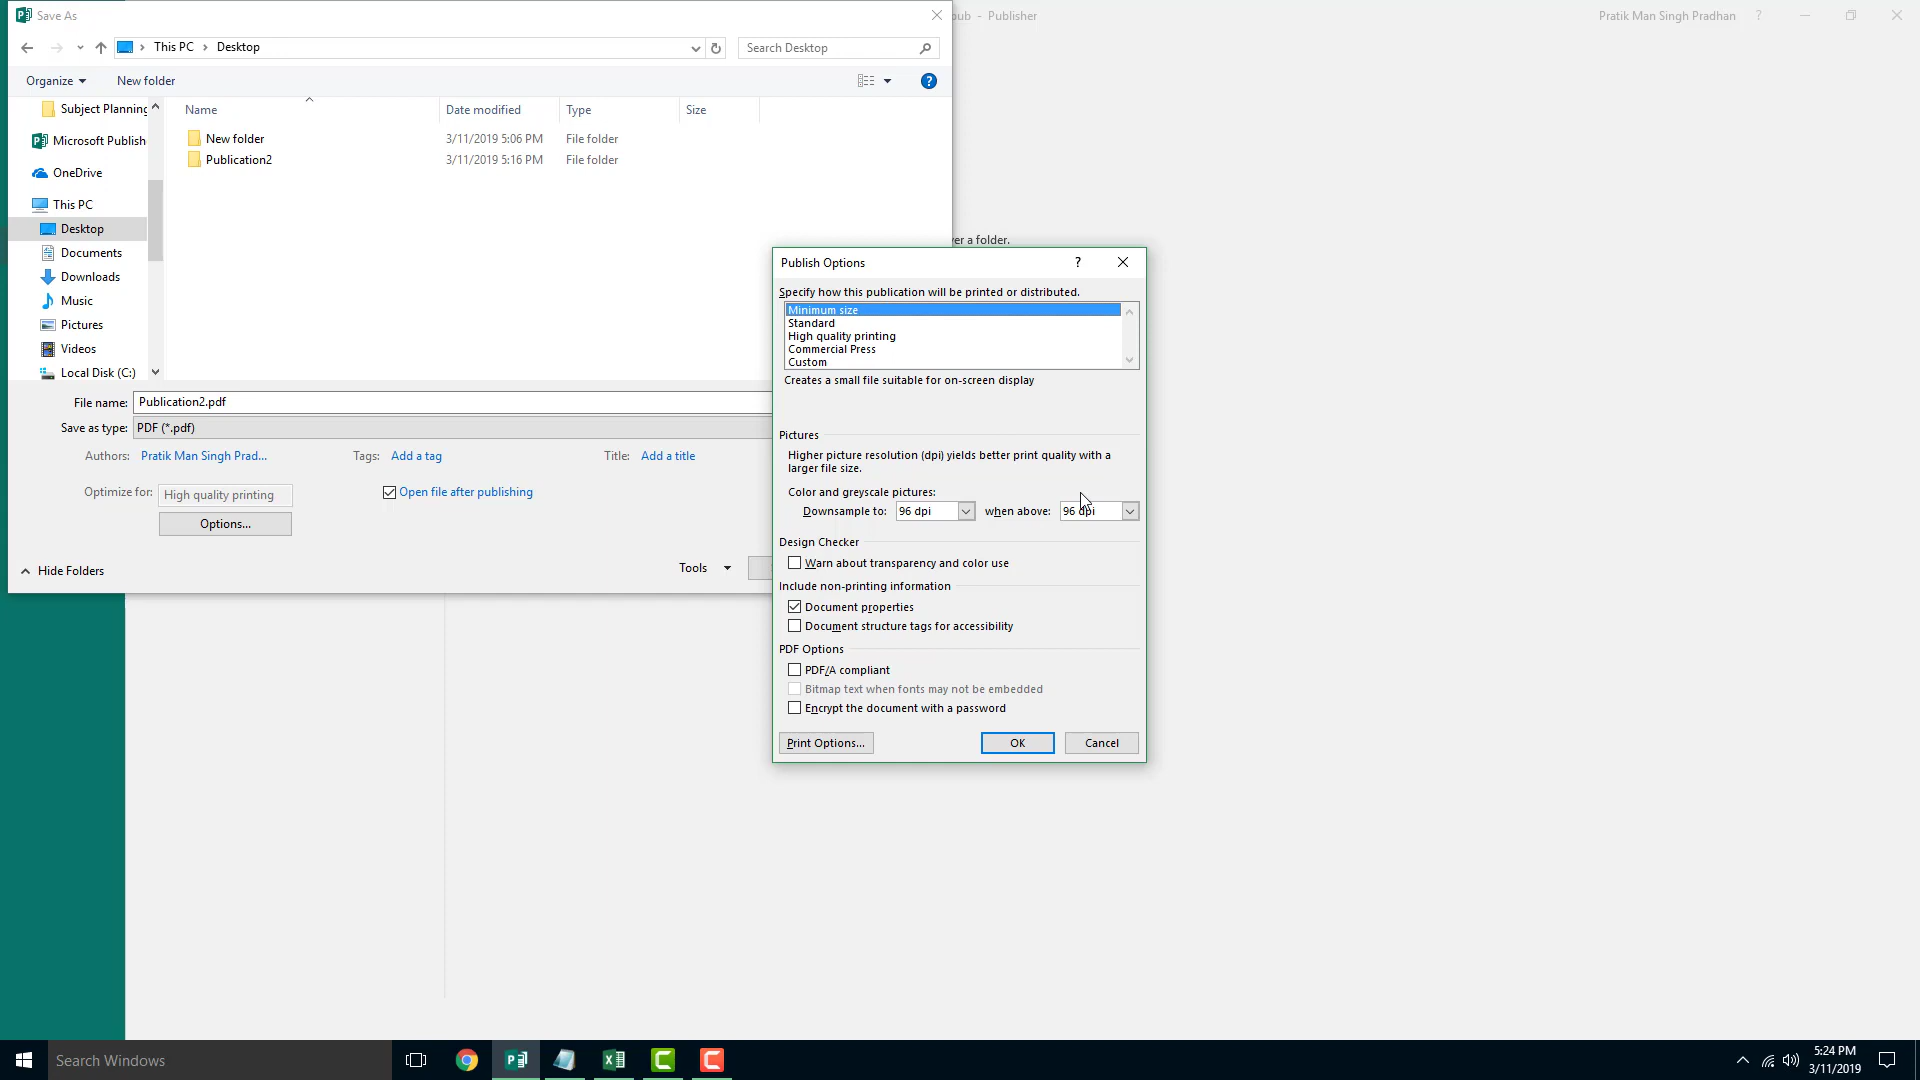 Save As
ub - Publisher
Pratik Man Singh Pradhan
?
This PC
Desktop
Search Desktop
Organize
New folder
?
Subject Planning
Microsoft Publish
OneDrive
This PC
Desktop
Documents
Downloads
Music
Pictures
Videos
Local Disk (C:)
Name
Date modified
Type
Size
New folder
3/11/2019 5:06 PM
File folder
Publication2
3/11/2019 5:16 PM
File folder
er a folder.
File name:
Publication2.pdf
Save as type:
PDF (*.pdf)
Authors:
Pratik Man Singh Prad...
Tags:
Add a tag
Title:
Add a title
Optimize for:
High quality printing
Open file after publishing
Options...
Hide Folders
Tools
Publish Options
?
Specify how this publication will be printed or distributed.
Minimum size
Standard
High quality printing
Commercial Press
Custom
Creates a small file suitable for on-screen display
Pictures
Higher picture resolution (dpi) yields better print quality with a
larger file size.
Color and greyscale pictures:
Downsample to:
96 dpi
when above:
96 dpi
Design Checker
Warn about transparency and color use
Include non-printing information
Document properties
Document structure tags for accessibility
PDF Options
PDF/A compliant
Bitmap text when fonts may not be embedded
Encrypt the document with a password
Print Options...
OK
Cancel
Search Windows
5:24 PM
3/11/2019